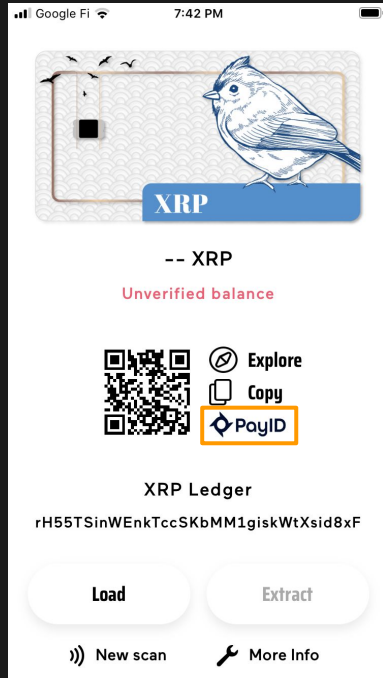 Google Fi 7:42 PM
XRP
-- XRP
Unverified balance
Explore
Copy
PayID
XRP Ledger
rH55TSinWEnkTccSKbMM1giskWtXsid8xF
Load Extract
New scan More Info